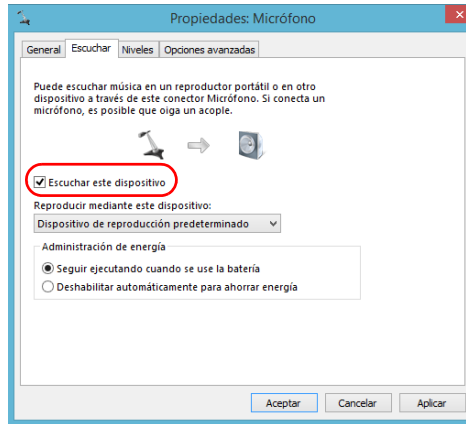 Propiedades: Micrófono
General Escuchar Niveles Opciones avanzadas
Puede escuchar música en un reproductor portátil o en otro
dispositivo a través de este conector Micrófono. Si conecta un
micrófono, es posible que oiga un acople.
Escuchar este dispositivo
Reproducir mediante este dispositivo:
Dispositivo de reproducción predeterminado
Administración de energía
Seguir ejecutando cuando se use la batería
Deshabilitar automáticamente para ahorrar energía
Aceptar Cancelar Aplicar